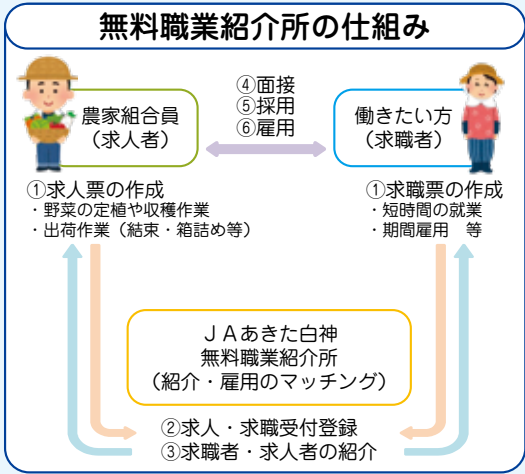 無料職業紹介所の仕組み
④面接
⑤採用
⑥雇用
農家組合員
（求人者）
働きたい方
（求職者）
①求人票の作成
・野菜の定植や収穫作業
・出荷作業（結束・箱詰め等）
①求職票の作成
・短時間の就業
・期間雇用　等
ＪＡあきた白神
無料職業紹介所
（紹介・雇用のマッチング）
②求人・求職受付登録
③求職者・求人者の紹介